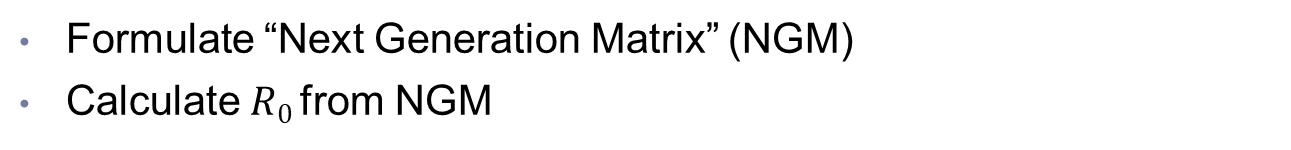 • Formulate “Next Generation Matrix” (NGM)
• Calculate R₀ from NGM